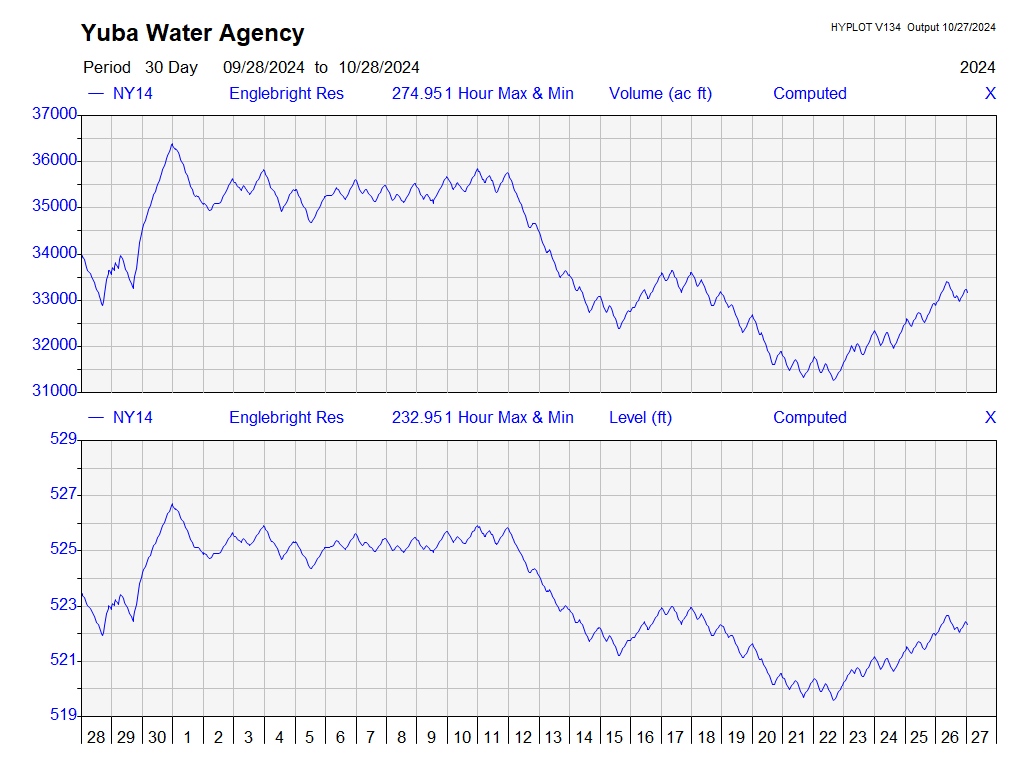 Yuba Water Agency
HYPLOT V134 Output 10/27/2024
Period 30 Day 09/28/2024 to 10/28/2024
2024
— NY14 Englebright Res 274.951 Hour Max & Min Volume (ac ft) Computed X
37000
36000
35000
34000
33000
32000
31000
— NY14 Englebright Res 232.951 Hour Max & Min Level (ft) Computed X
529
527
525
523
521
519
28 29 30 1 2 3 4 5 6 7 8 9 10 11 12 13 14 15 16 17 18 19 20 21 22 23 24 25 26 27